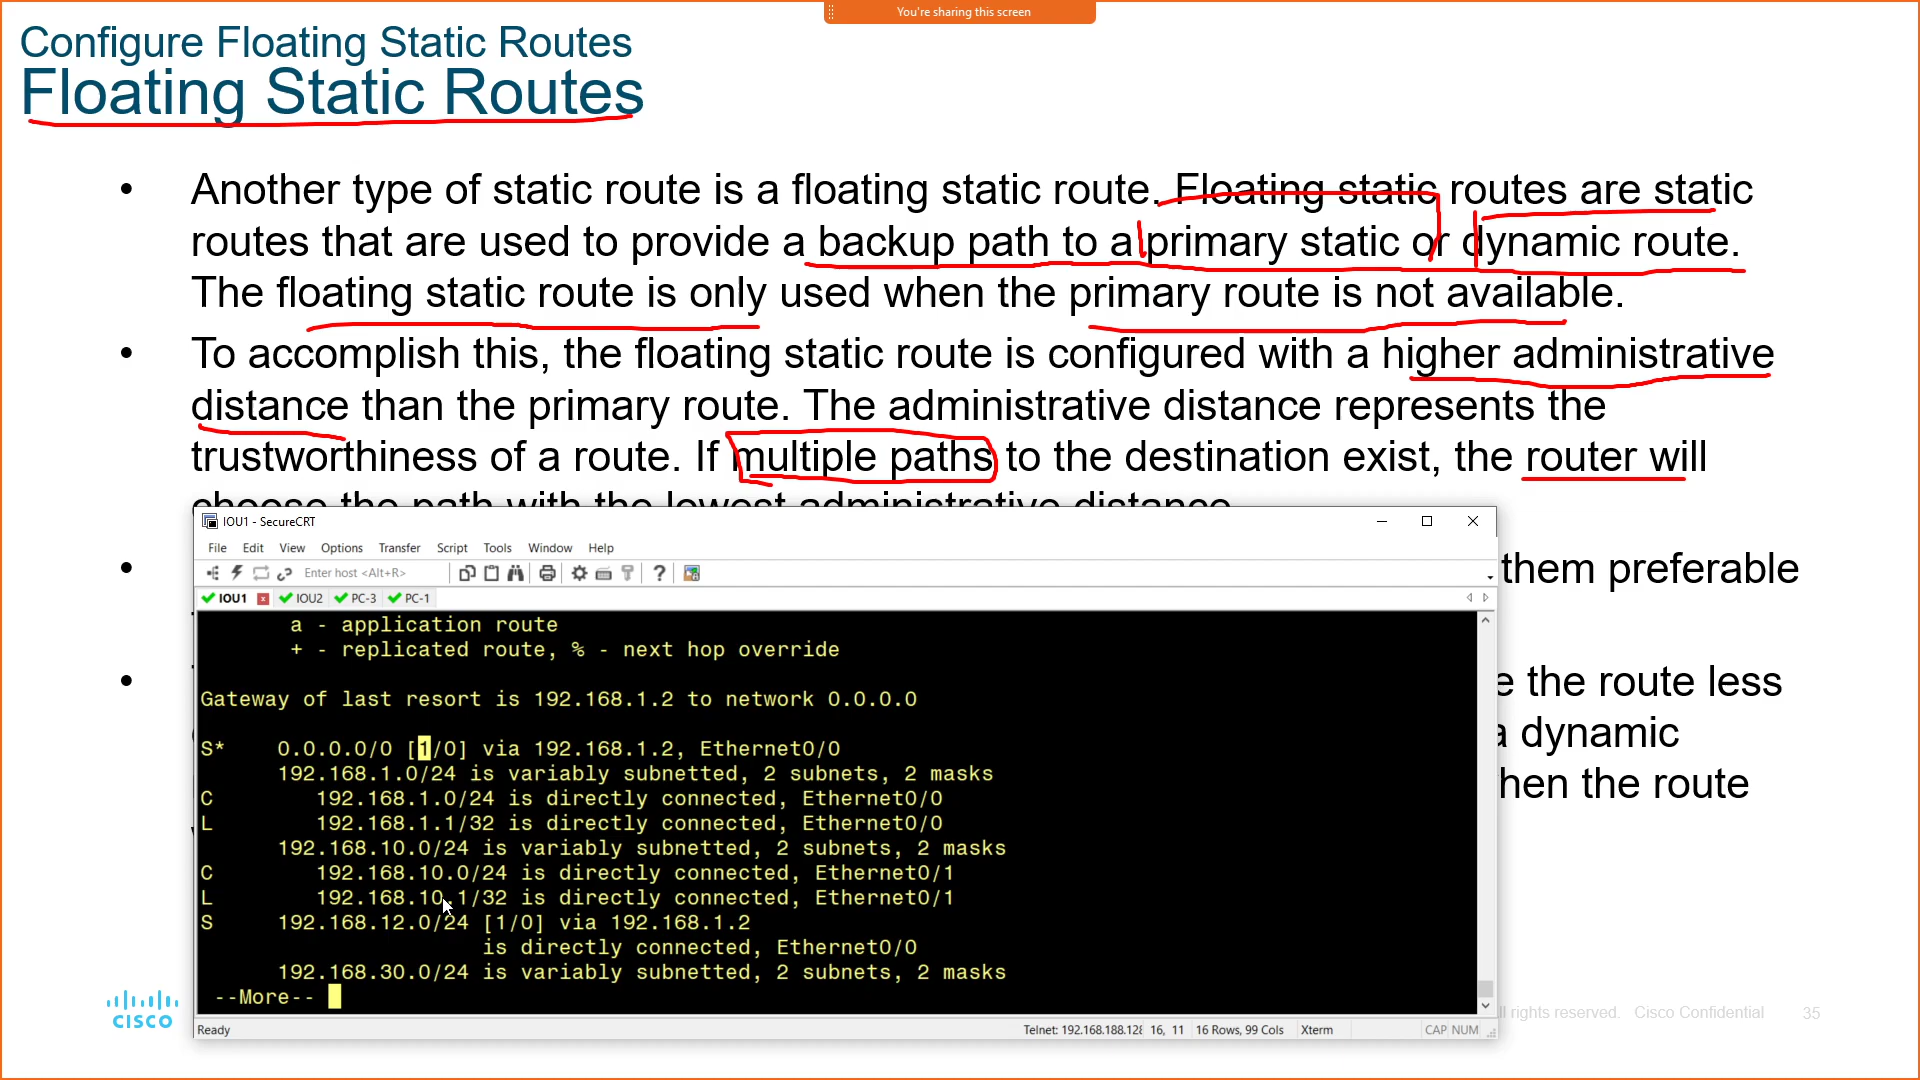 You're sharing this screen
Configure Floating Static Routes
Floating Static Routes
• Another type of static route is a floating static route. Floating static routes are static
routes that are used to provide a backup path to a primary static or dynamic route.
The floating static route is only used when the primary route is not available.
• To accomplish this, the floating static route is configured with a higher administrative
distance than the primary route. The administrative distance represents the
trustworthiness of a route. If multiple paths to the destination exist, the router will
choose the path with the lowest administrative distance.
• them preferable
• e the route less
a dynamic
hen the route
IOU1 - SecureCRT
File Edit View Options Transfer Script Tools Window Help
Enter host <Alt+R>
IOU1 IOU2 PC-3 PC-1
a - application route
+ - replicated route, % - next hop override
Gateway of last resort is 192.168.1.2 to network 0.0.0.0
S* 0.0.0.0/0 [1/0] via 192.168.1.2, Ethernet0/0
192.168.1.0/24 is variably subnetted, 2 subnets, 2 masks
C 192.168.1.0/24 is directly connected, Ethernet0/0
L 192.168.1.1/32 is directly connected, Ethernet0/0
192.168.10.0/24 is variably subnetted, 2 subnets, 2 masks
C 192.168.10.0/24 is directly connected, Ethernet0/1
L 192.168.10.1/32 is directly connected, Ethernet0/1
S 192.168.12.0/24 [1/0] via 192.168.1.2
is directly connected, Ethernet0/0
192.168.30.0/24 is variably subnetted, 2 subnets, 2 masks
--More--
Ready Telnet: 192.168.188.128 16, 11 16 Rows, 99 Cols Xterm CAP NUM
CISCO
ll rights reserved. Cisco Confidential 35